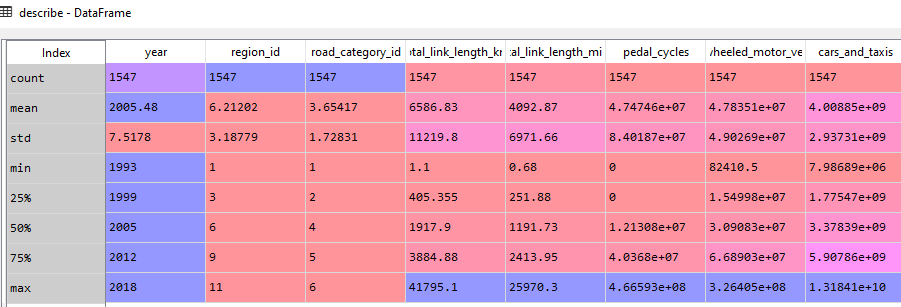 describe - DataFrame
Index year region_id road_category_id otal_link_length_kr tal_link_length_mi pedal_cycles wheeled_motor_ve cars_and_taxis
count 1547 1547 1547 1547 1547 1547 1547 1547
mean 2005.48 6.21202 3.65417 6586.83 4092.87 4.74746e+07 4.78351e+07 4.00885e+09
std 7.5178 3.18779 1.72831 11219.8 6971.66 8.40187e+07 4.90269e+07 2.93731e+09
min 1993 1 1 1.1 0.68 0 82410.5 7.98689e+06
25% 1999 3 2 405.355 251.88 0 1.54998e+07 1.77547e+09
50% 2005 6 4 1917.9 1191.73 1.21308e+07 3.09083e+07 3.37839e+09
75% 2012 9 5 3884.88 2413.95 4.0368e+07 6.68903e+07 5.90786e+09
max 2018 11 6 41795.1 25970.3 4.66593e+08 3.26405e+08 1.31841e+10